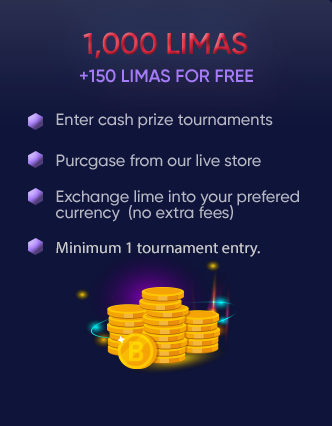 1,000 LIMAS
+150 LIMAS FOR FREE
Enter cash prize tournaments
Purcgase from our live store
Exchange lime into your prefered
currency (no extra fees)
Minimum 1 tournament entry.
B